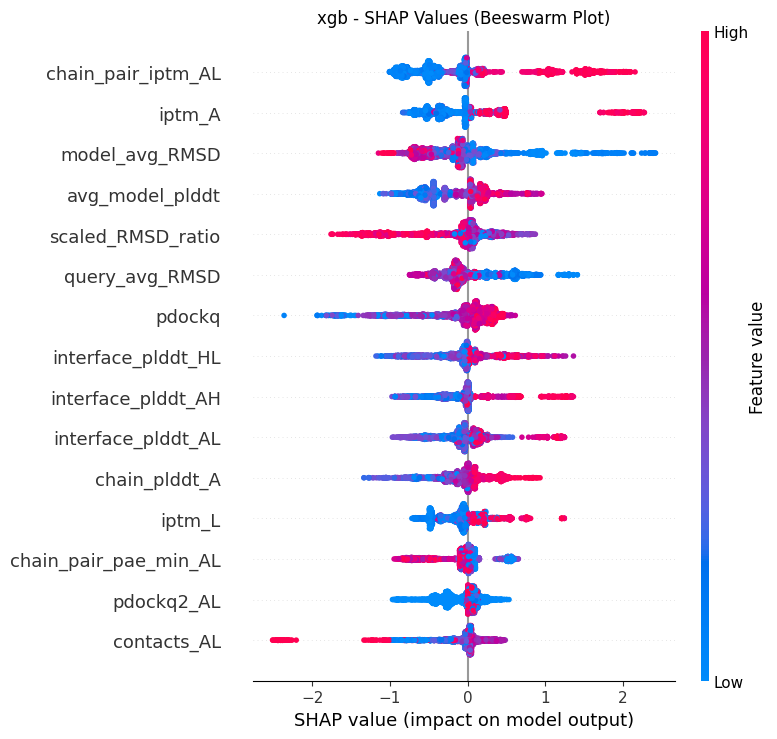 xgb - SHAP Values (Beeswarm Plot)
High
chain_pair_iptm_AL
iptm_A
model_avg_RMSD
avg_model_plddt
scaled_RMSD_ratio
query_avg_RMSD
pdockq
interface_plddt_HL
interface_plddt_AH
interface_plddt_AL
chain_plddt_A
iptm_L
chain_pair_pae_min_AL
pdockq2_AL
contacts_AL
Feature value
Low
−2 −1 0 1 2
SHAP value (impact on model output)